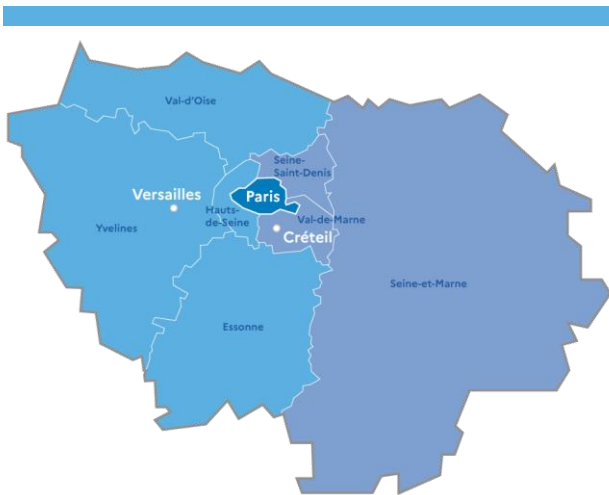 Val-d'Oise
Seine-
Saint-Denis
Versailles
Paris
Hauts-
de-Seine
Val-de-Marne
Yvelines
Créteil
Seine-et-Marne
Essonne